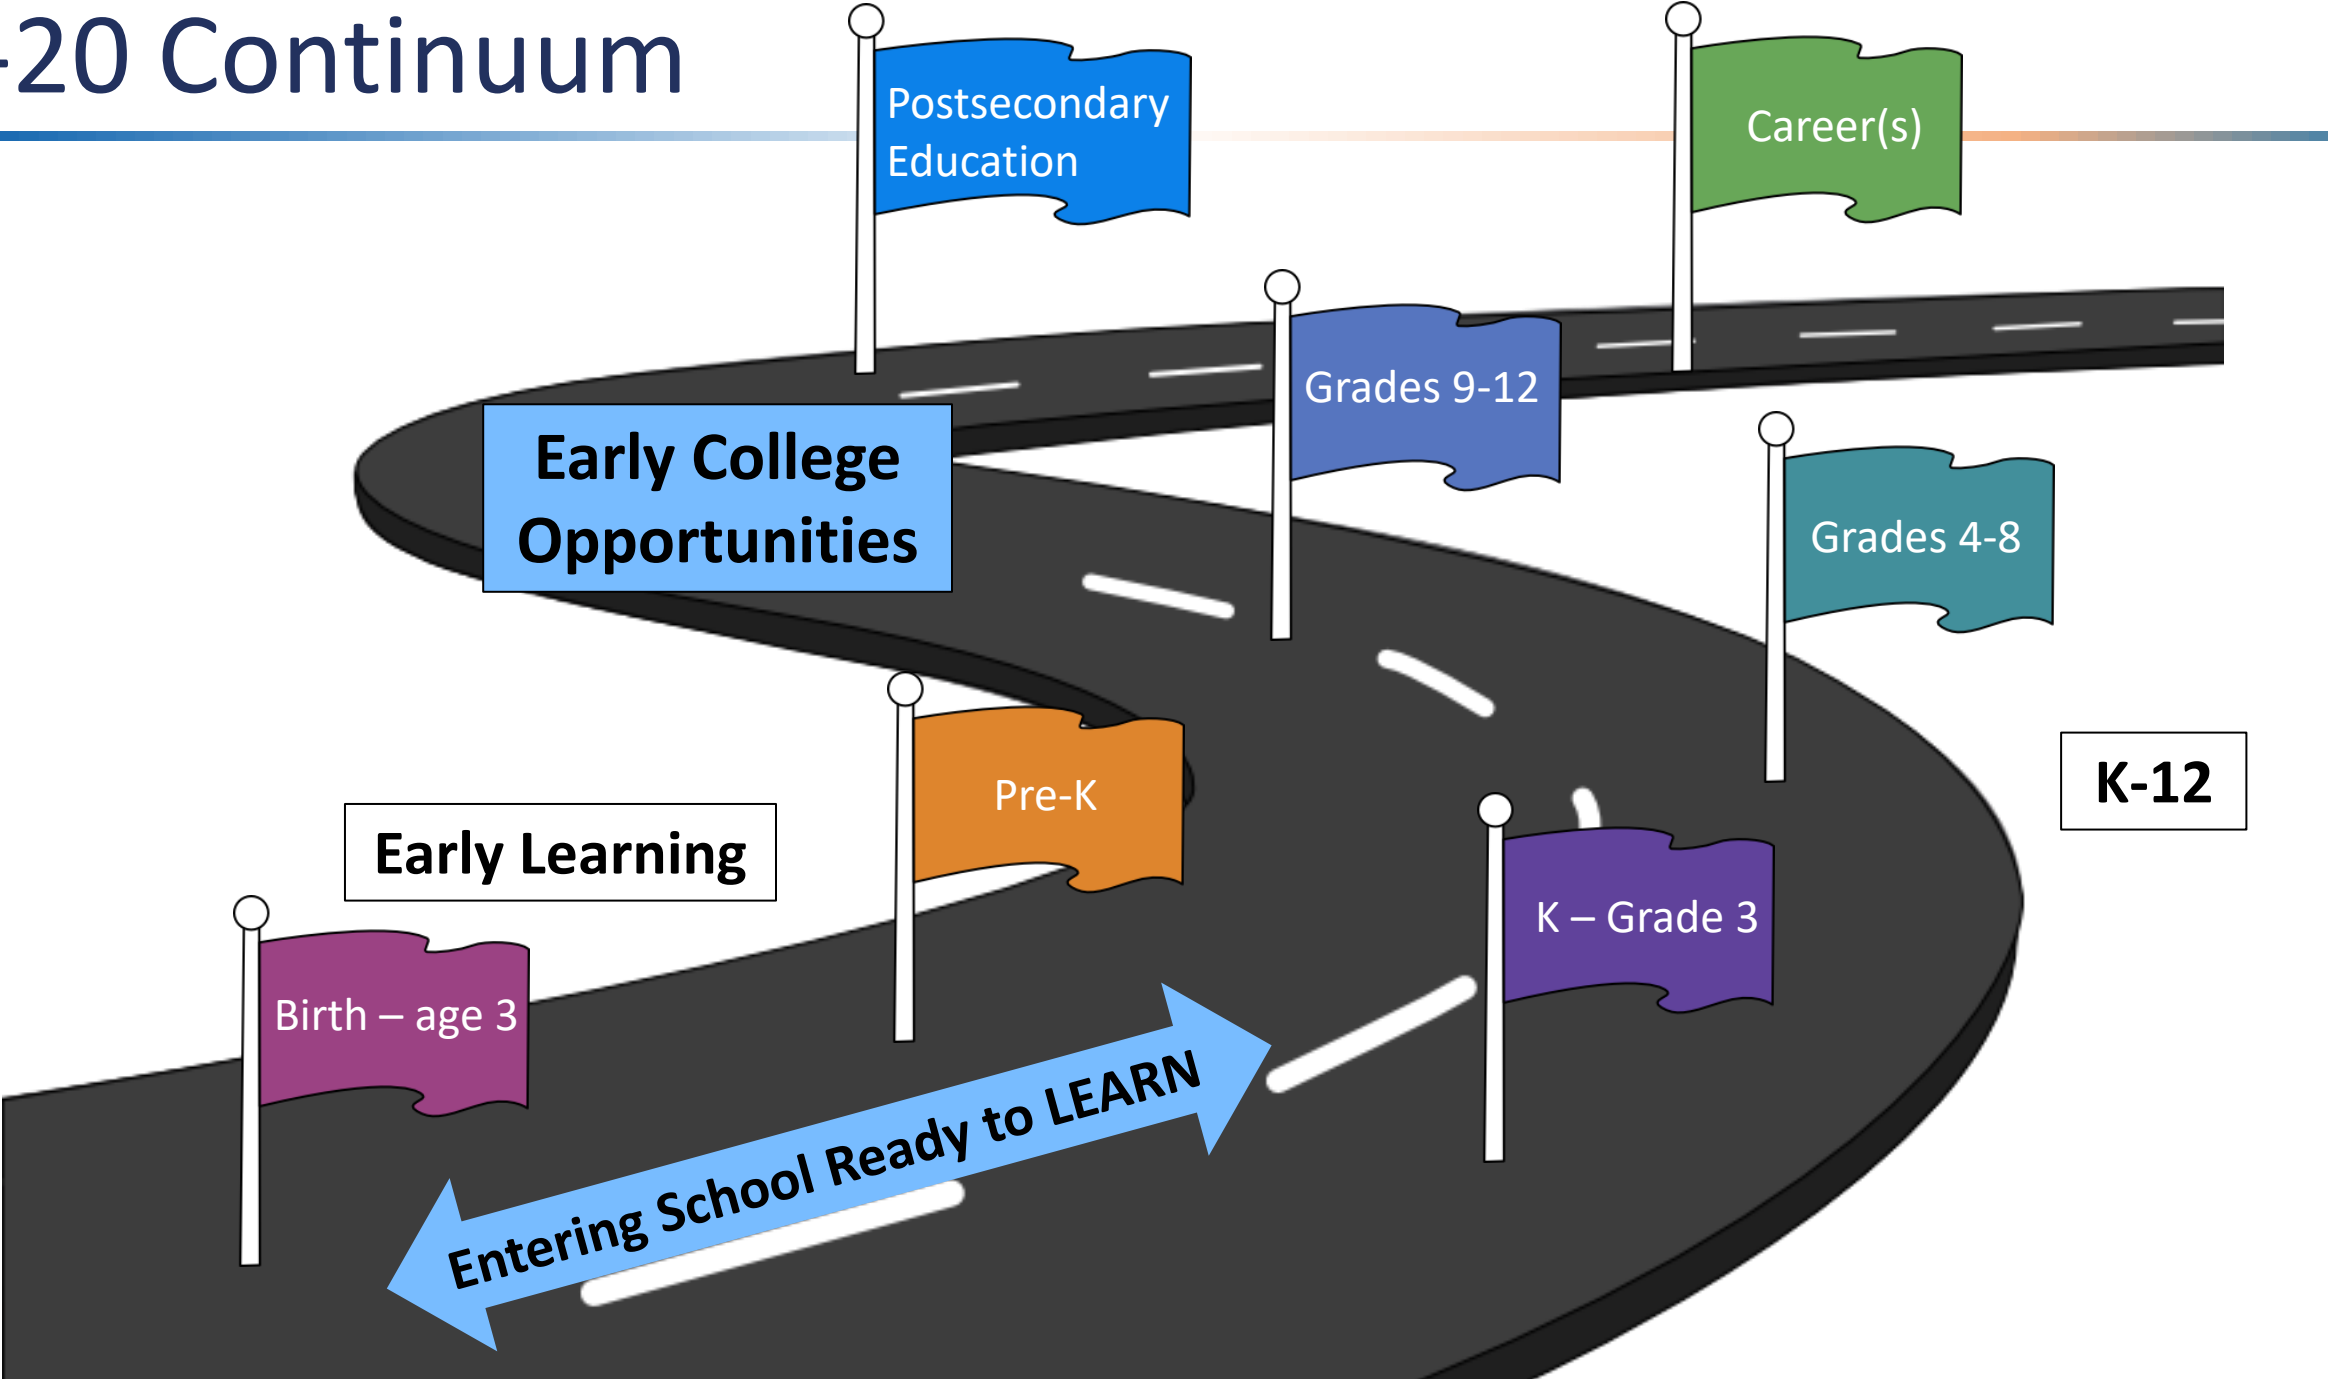 -20 Continuum
Postsecondary
Education
Career(s)
Grades 9-12
Early College
Opportunities
Grades 4-8
K-12
Pre-K
Early Learning
K – Grade 3
Birth – age 3
Entering School Ready to LEARN